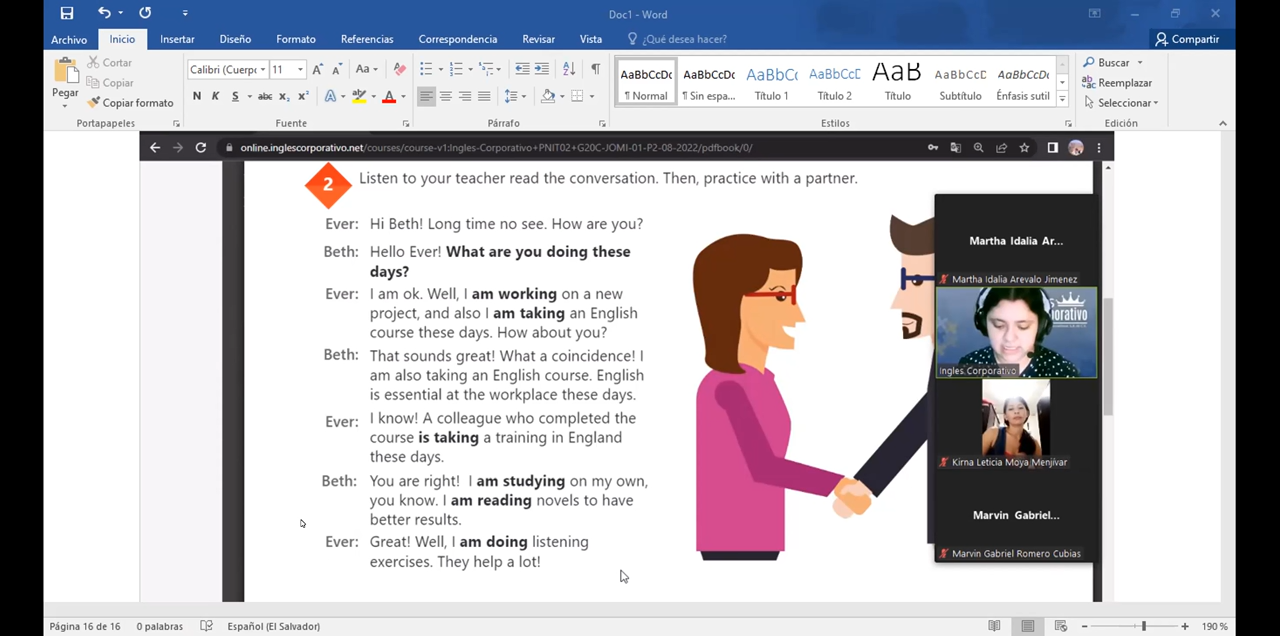 Doc1 - Word
Archivo Inicio Insertar Diseño Formato Referencias Correspondencia Revisar Vista ¿Qué desea hacer? Compartir
Pegar
Cortar
Copiar
Copiar formato
Portapapeles
Calibri (Cuerpo 11
N K S abc x₂ x²
Fuente
Párrafo
AaBbCcDc AaBbCcDc AaBbC AaBbCcD AaB AaBbCcD AaBbCcDc
¶ Normal ¶ Sin espa... Título 1 Título 2 Título Subtítulo Énfasis sutil
Estilos
Buscar
Reemplazar
Seleccionar
Edición
online.inglescorporativo.net/courses/course-v1:Ingles-Corporativo+PNIT02+G20C-JOMI-01-P2-08-2022/pdfbook/0/
2 Listen to your teacher read the conversation. Then, practice with a partner.
Ever: Hi Beth! Long time no see. How are you?
Beth: Hello Ever! What are you doing these
days?
Ever: I am ok. Well, I am working on a new
project, and also I am taking an English
course these days. How about you?
Beth: That sounds great! What a coincidence! I
am also taking an English course. English
is essential at the workplace these days.
Ever: I know! A colleague who completed the
course is taking a training in England
these days.
Beth: You are right! I am studying on my own,
you know. I am reading novels to have
better results.
Ever: Great! Well, I am doing listening
exercises. They help a lot!
Martha Idalia Ar...
Martha Idalia Arevalo Jimenez
Ingles Corporativo
Kirna Leticia Moya Menjívar
Marvin Gabriel...
Marvin Gabriel Romero Cubias
Página 16 de 16 0 palabras Español (El Salvador) 190 %